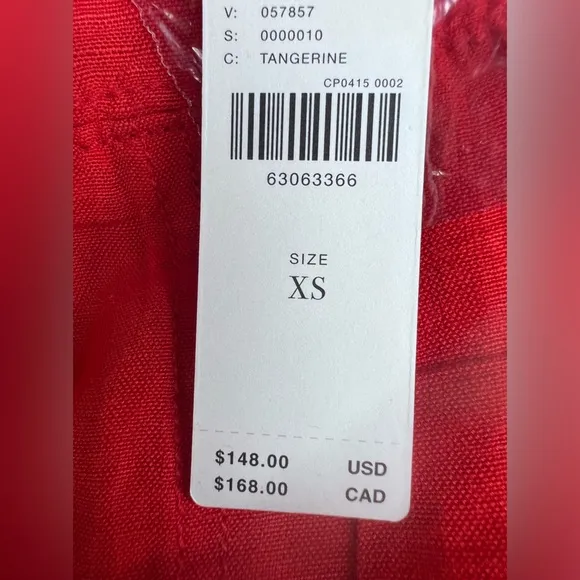 V: 057857
S: 0000010
C: TANGERINE
CP0415 0002
63063366
SIZE
XS
$148.00 USD
$168.00 CAD